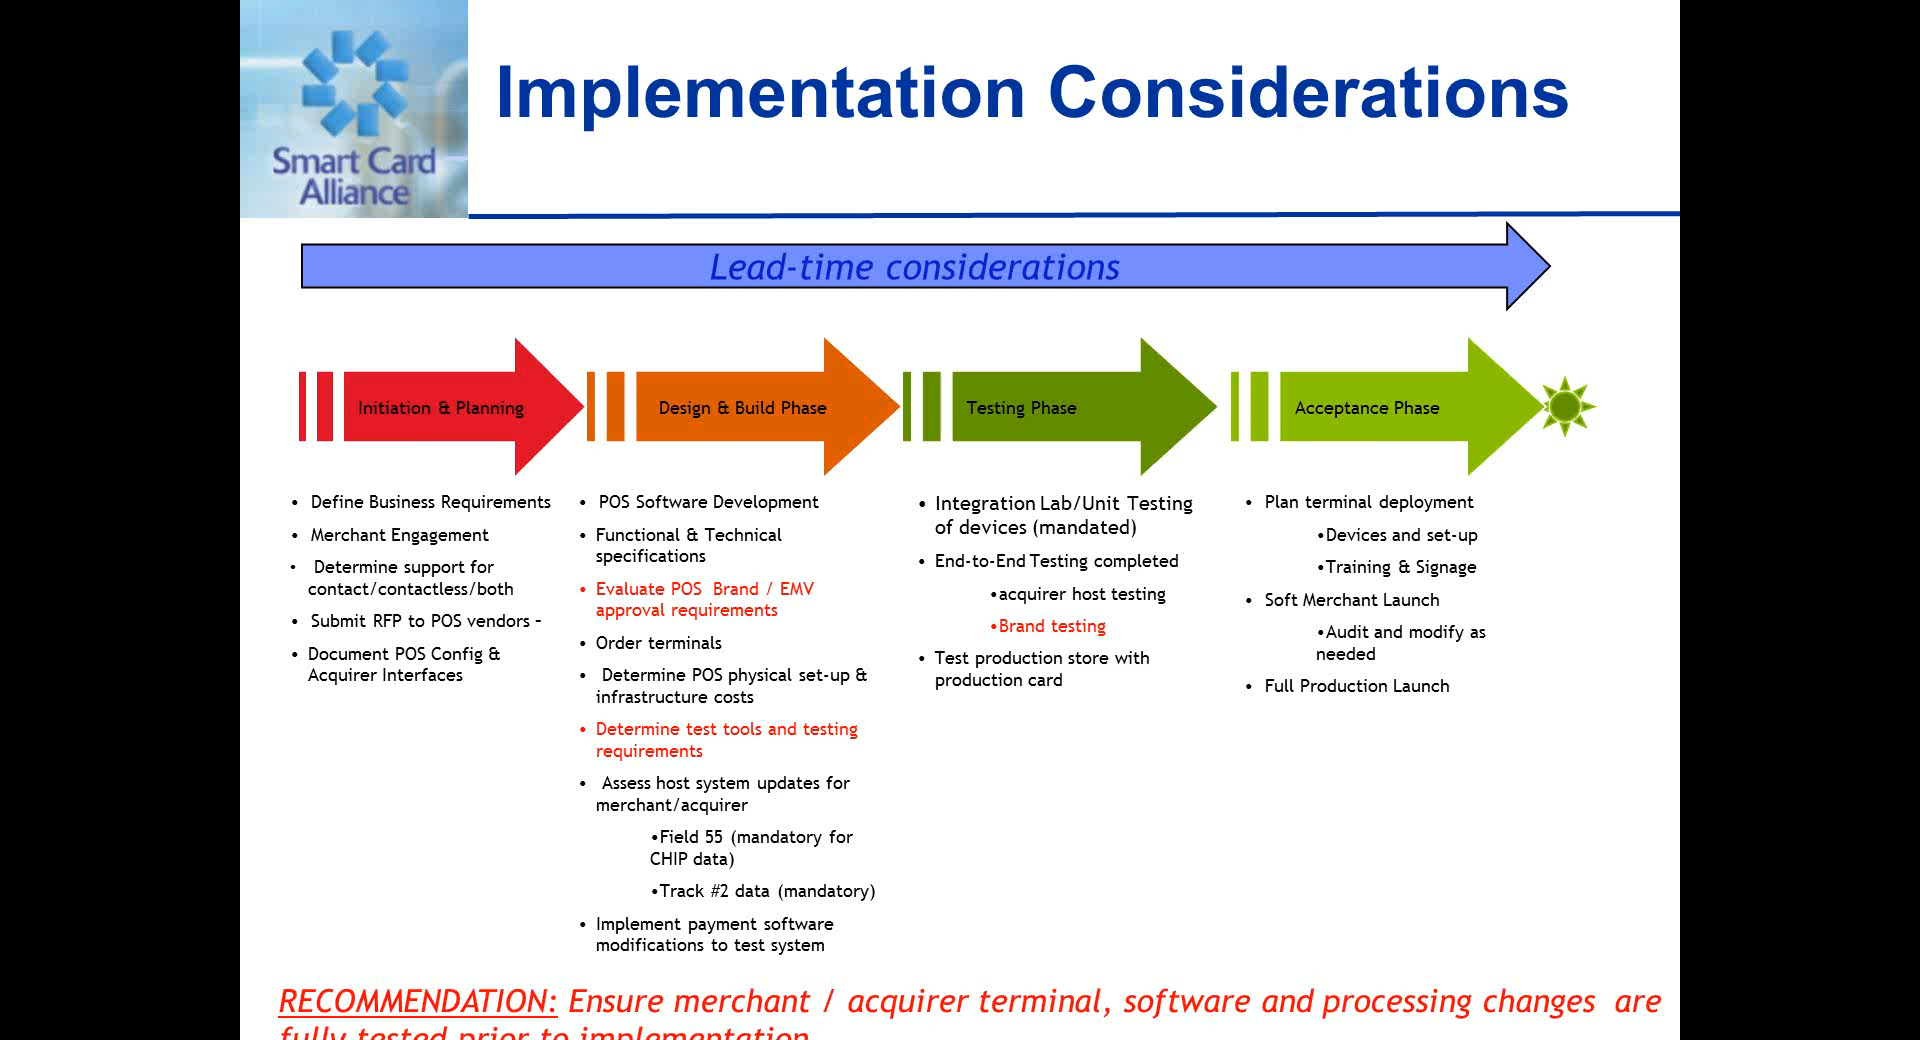 Smart Card
Alliance
Implementation Considerations
Lead-time considerations
Initiation & Planning
Design & Build Phase
Testing Phase
Acceptance Phase
• Define Business Requirements
• Merchant Engagement
• Determine support for
contact/contactless/both
• Submit RFP to POS vendors –
• Document POS Config &
Acquirer Interfaces
• POS Software Development
• Functional & Technical
specifications
• Evaluate POS Brand / EMV
approval requirements
• Order terminals
• Determine POS physical set-up &
infrastructure costs
• Determine test tools and testing
requirements
• Assess host system updates for
merchant/acquirer
•Field 55 (mandatory for
CHIP data)
•Track #2 data (mandatory)
• Implement payment software
modifications to test system
• Integration Lab/Unit Testing
of devices (mandated)
• End-to-End Testing completed
•acquirer host testing
•Brand testing
• Test production store with
production card
• Plan terminal deployment
•Devices and set-up
•Training & Signage
• Soft Merchant Launch
•Audit and modify as
needed
• Full Production Launch
RECOMMENDATION: Ensure merchant / acquirer terminal, software and processing changes are
fully tested prior to implementation